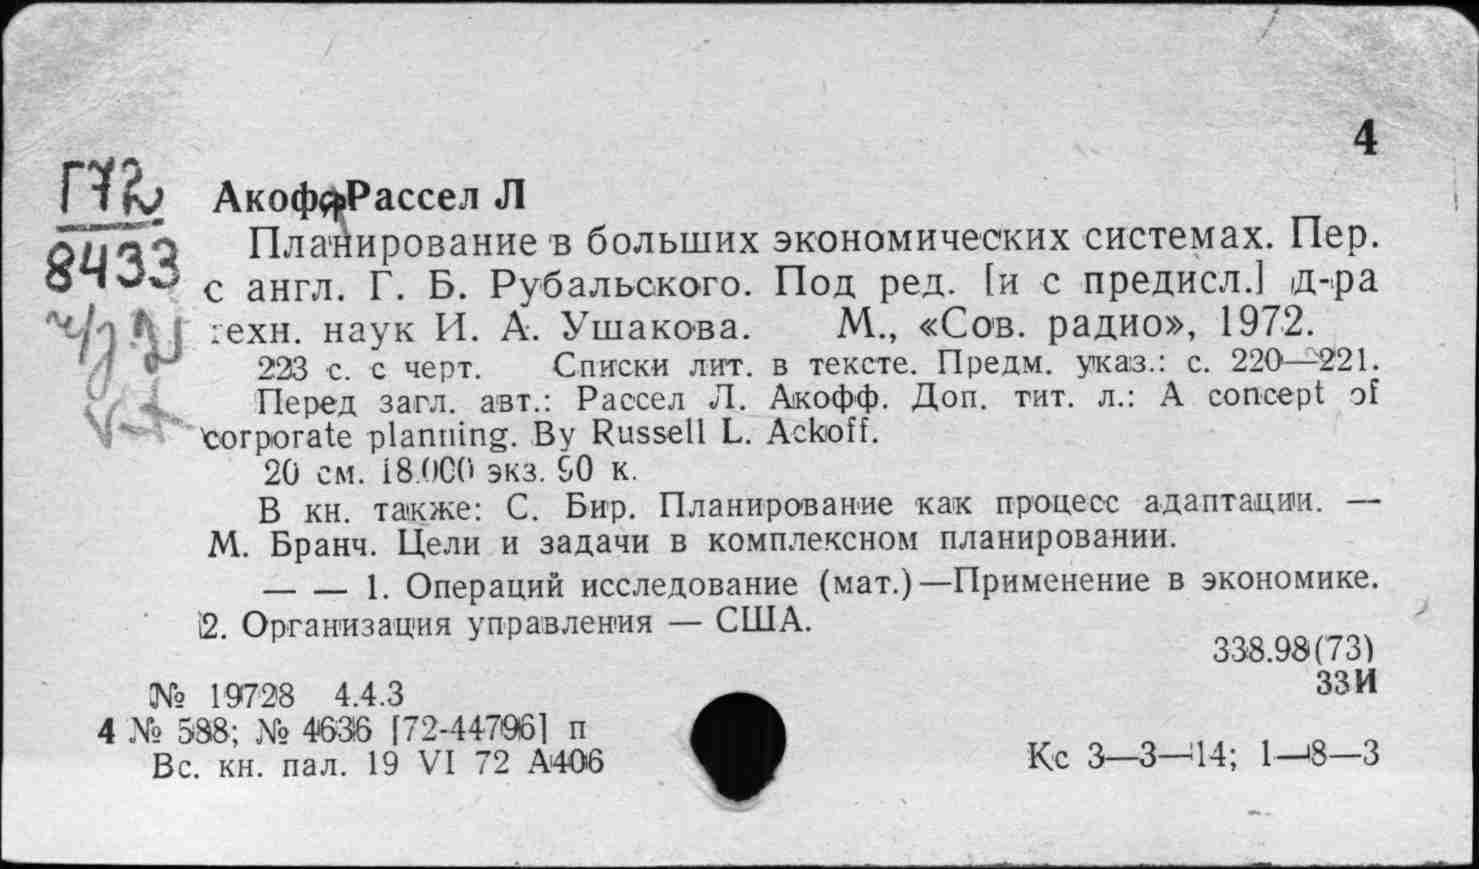 4
Г72
8433
Акофф Рассел Л
Планирование в больших экономических системах. Пер.
с англ. Г. Б. Рубальского. Под ред. [и с предисл.] д-ра
техн. наук И. А. Ушакова. М., «Сов. радио», 1972.
223 с. с черт. Списки лит. в тексте. Предм. указ.: с. 220—221.
Перед загл. авт.: Рассел Л. Акофф. Доп. тит. л.: A concept of
corporate planning. By Russell L. Ackoff.
20 см. 18.000 экз. 90 к.
В кн. также: С. Бир. Планирование как процесс адаптации. —
М. Бранч. Цели и задачи в комплексном планировании.
— — 1. Операций исследование (мат.) — Применение в экономике.
2. Организация управления — США.
338.98(73)
33И
№ 19728 4.4.3
4 № 588; № 4636 [72-44796] п
Вс. кн. пал. 19 VI 72 А406
Кс 3—3—14; 1—8—3